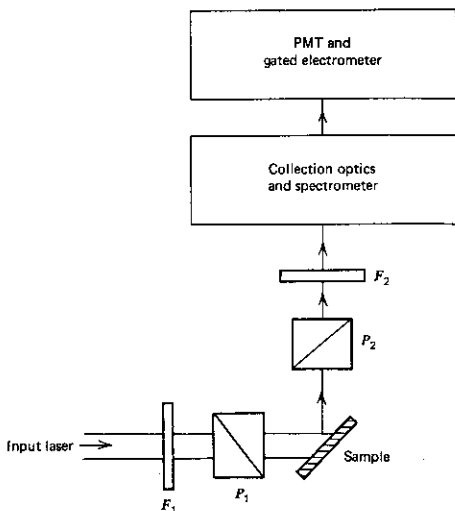 PMT and
gated electrometer
Collection optics
and spectrometer
F₂
P₂
Input laser
Sample
F₁
P₁